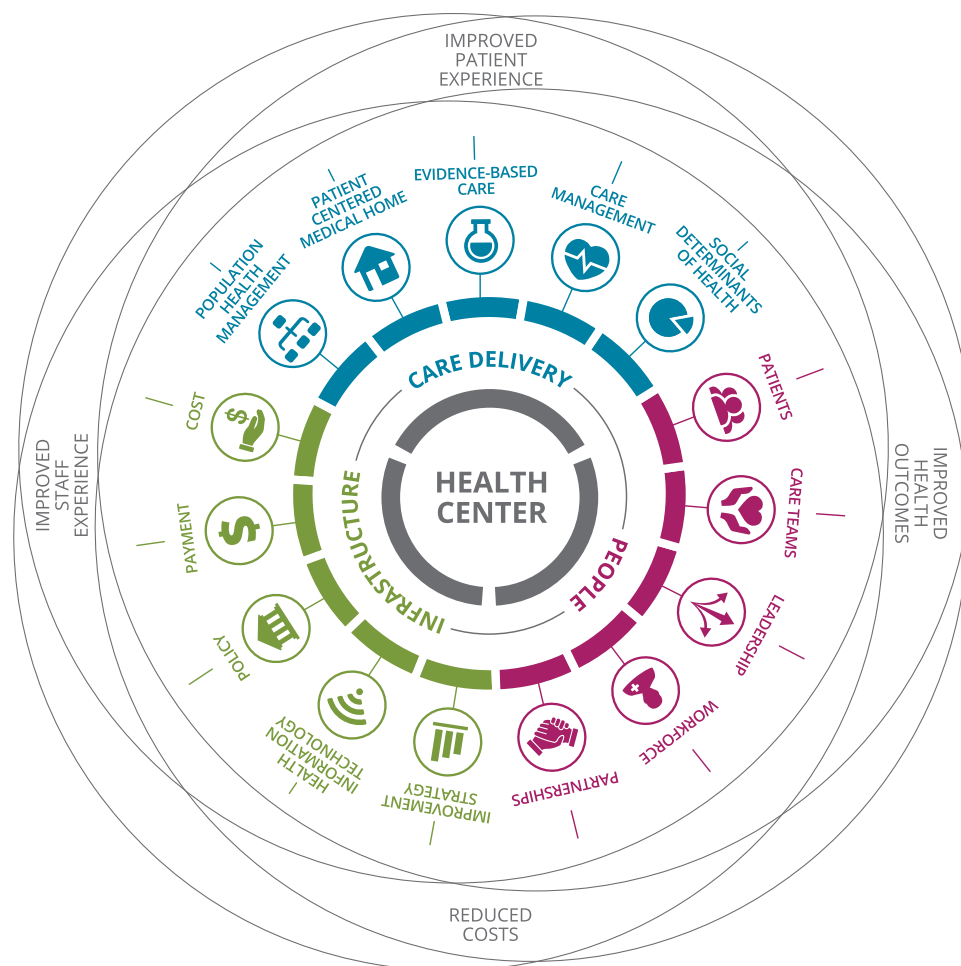 IMPROVED
PATIENT
EXPERIENCE
EVIDENCE-BASED
CARE
CARE
MANAGEMENT
SOCIAL
DETERMINANTS
OF HEALTH
PATIENTS
CARE TEAMS
LEADERSHIP
WORKFORCE
PARTNERSHIPS
IMPROVEMENT
STRATEGY
HEALTH
INFORMATION
TECHNOLOGY
POLICY
PAYMENT
COST
POPULATION
HEALTH
MANAGEMENT
PATIENT
CENTERED
MEDICAL HOME
CARE DELIVERY
PEOPLE
INFRASTRUCTURE
HEALTH
CENTER
IMPROVED
HEALTH
OUTCOMES
REDUCED
COSTS
IMPROVED
STAFF
EXPERIENCE
$
$